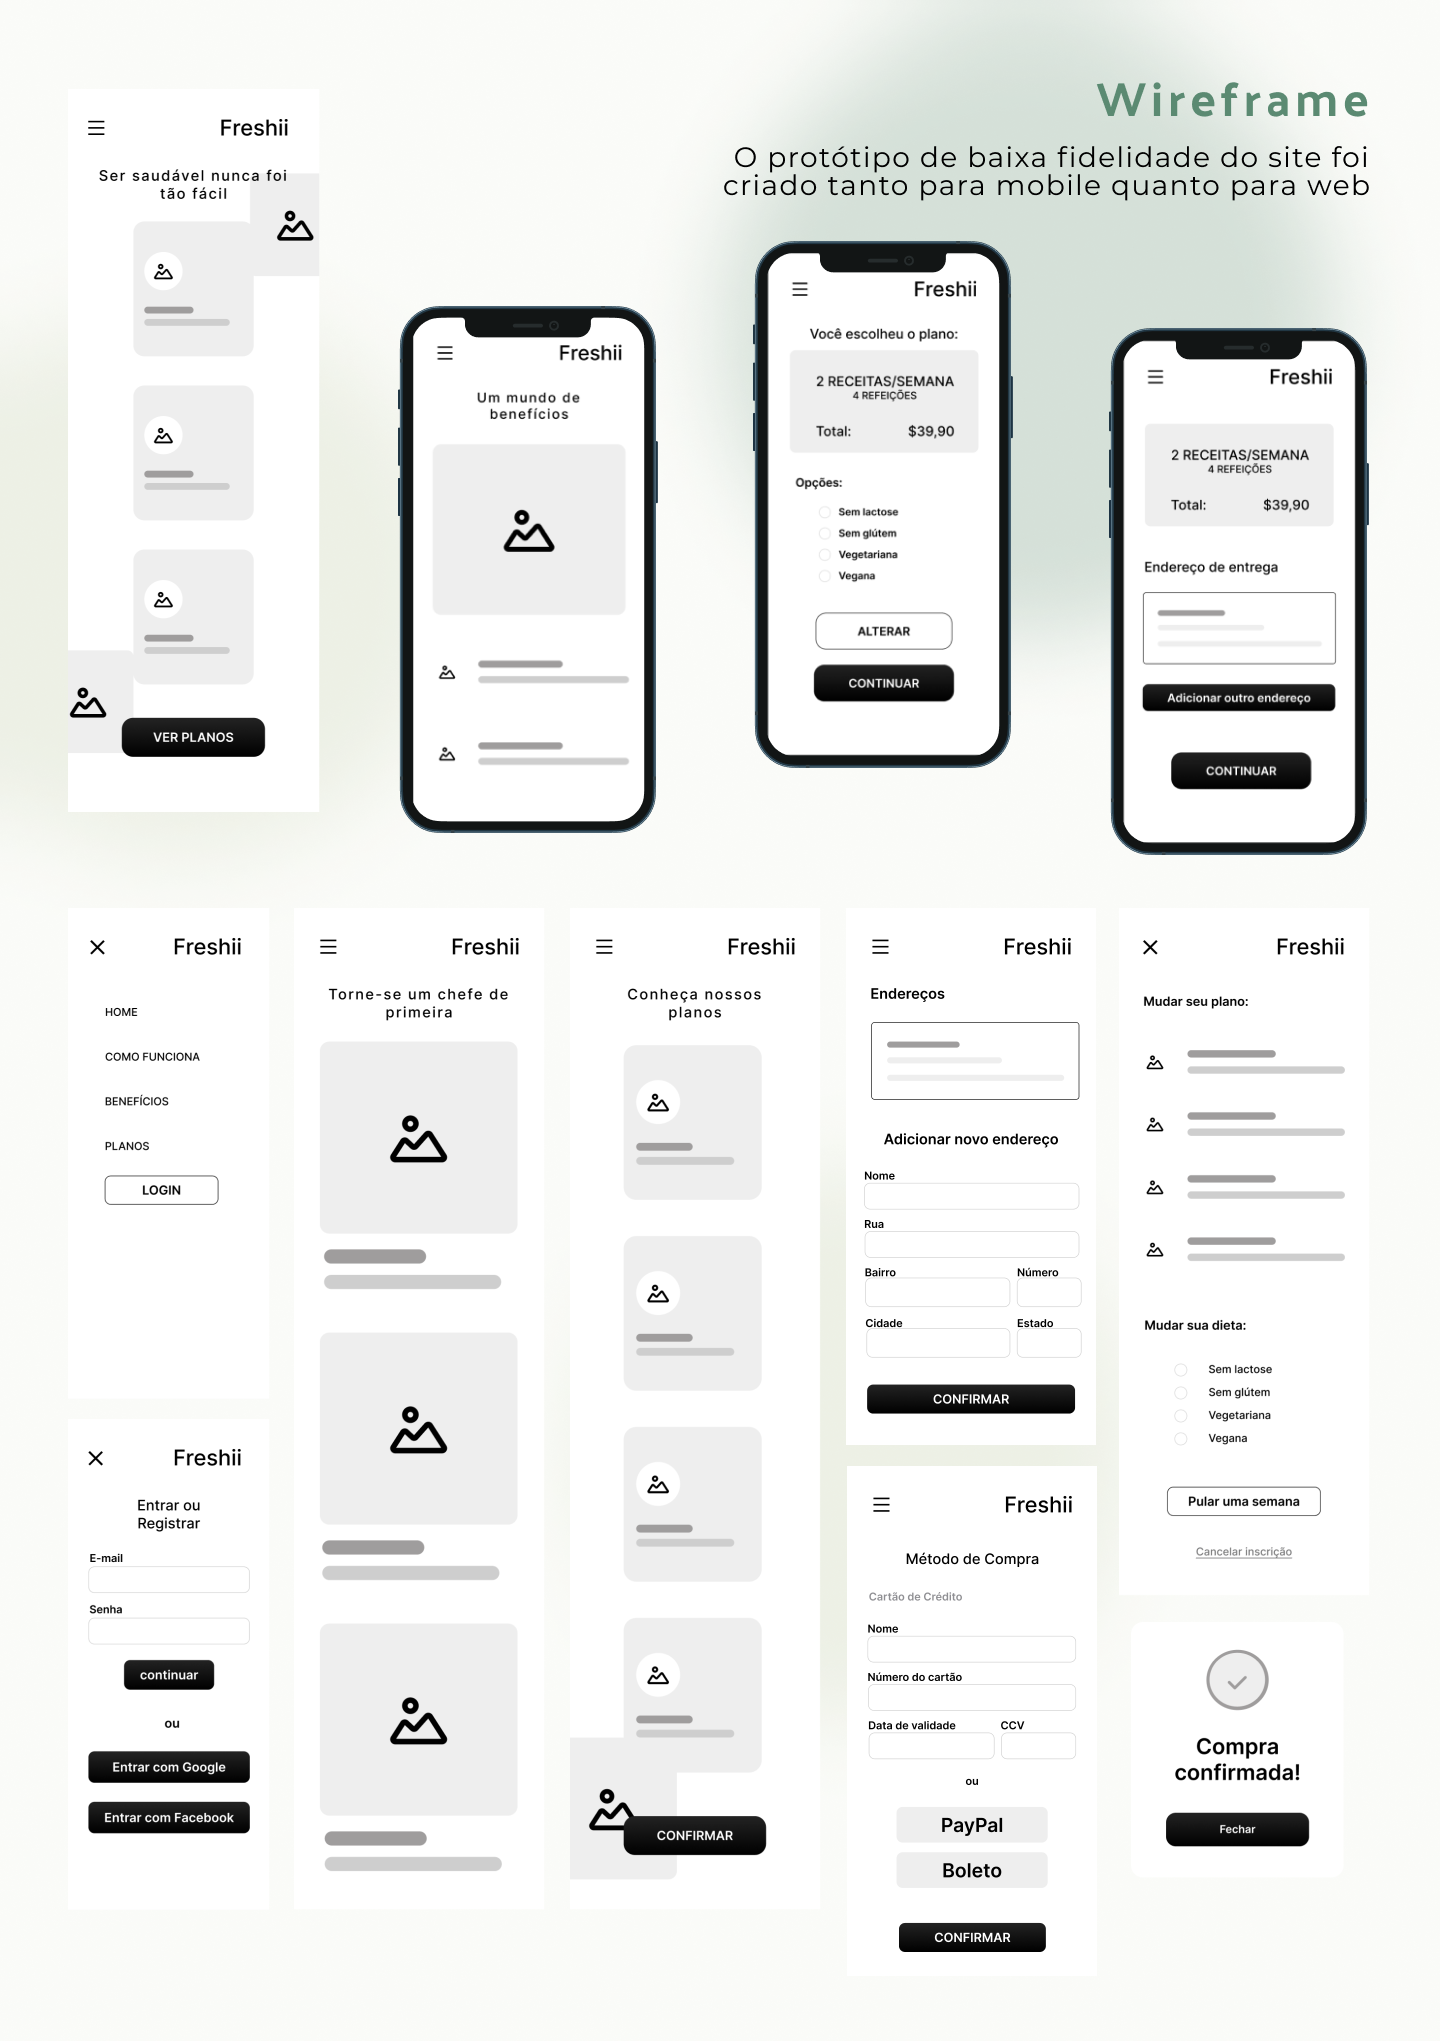 Wireframe
O protótipo de baixa fidelidade do site foi
criado tanto para mobile quanto para web
Freshii
Ser saudável nunca foi
tão fácil
VER PLANOS
Freshii
Um mundo de
benefícios
Freshii
Você escolheu o plano:
2 RECEITAS/SEMANA
4 REFEIÇÕES
Total: $39,90
Opções:
Sem lactose
Sem glútem
Vegetariana
Vegana
ALTERAR
CONTINUAR
Freshii
2 RECEITAS/SEMANA
4 REFEIÇÕES
Total: $39,90
Endereço de entrega
Adicionar outro endereço
CONTINUAR
Freshii
HOME
COMO FUNCIONA
BENEFÍCIOS
PLANOS
LOGIN
Freshii
Entrar ou
Registrar
E-mail
Senha
continuar
ou
Entrar com Google
Entrar com Facebook
Freshii
Torne-se um chefe de
primeira
Freshii
Conheça nossos
planos
CONFIRMAR
Freshii
Endereços
Adicionar novo endereço
Nome
Rua
Bairro Número
Cidade Estado
CONFIRMAR
Freshii
Método de Compra
Cartão de Crédito
Nome
Número do cartão
Data de validade CCV
ou
PayPal
Boleto
CONFIRMAR
Freshii
Mudar seu plano:
Mudar sua dieta:
Sem lactose
Sem glútem
Vegetariana
Vegana
Pular uma semana
Cancelar inscrição
Compra
confirmada!
Fechar